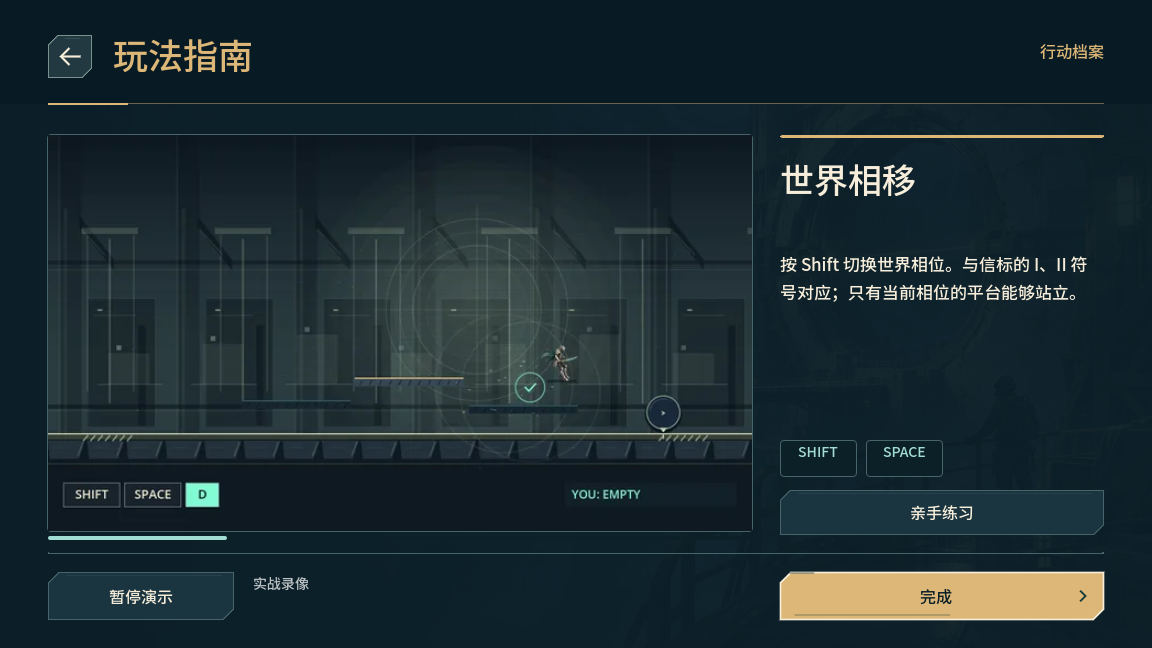 玩法指南
行动档案
世界相移
按 Shift 切换世界相位。与信标的 I、II 符
号对应；只有当前相位的平台能够站立。
SHIFT SPACE
SHIFT SPACE D
YOU: EMPTY
亲手练习
暂停演示
实战录像
完成